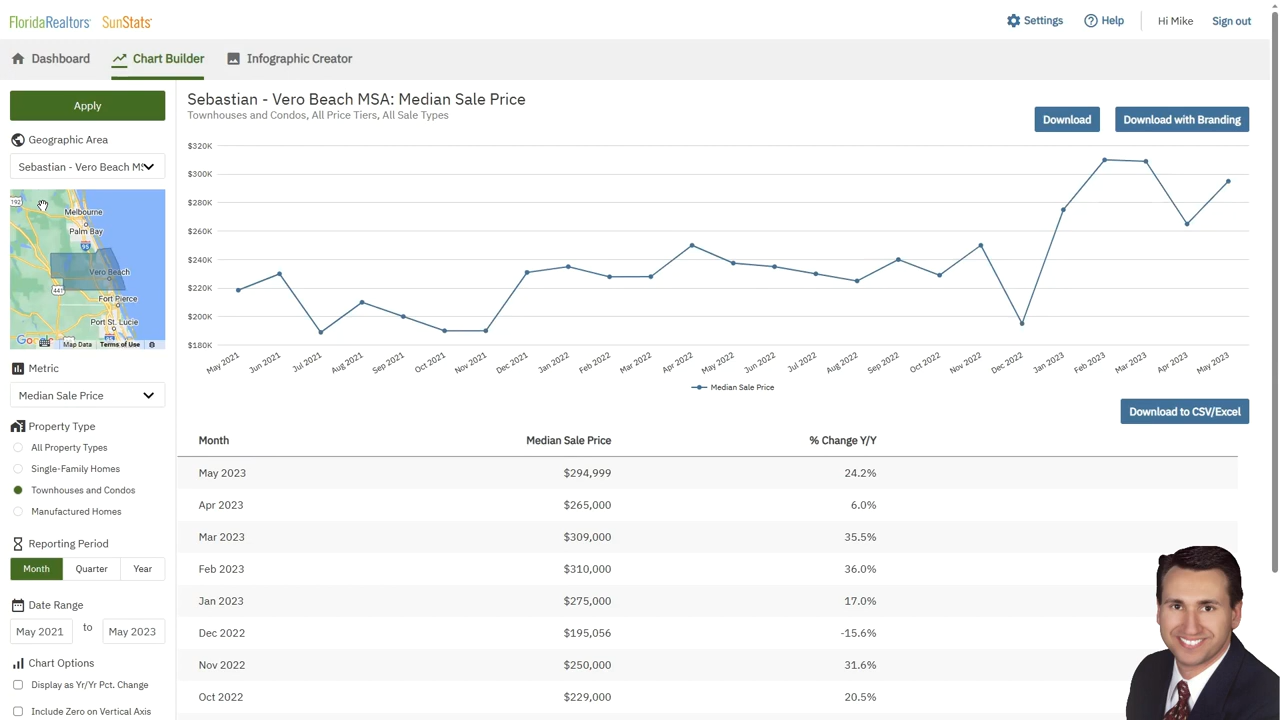 FloridaRealtors® SunStats®
Settings Help Hi Mike Sign out
Dashboard Chart Builder Infographic Creator
Apply
Geographic Area
Sebastian - Vero Beach MS
192
Melbourne
Palm Bay
95
Vero Beach
441
Fort Pierce
Port St. Lucie
95
Google Map Data Terms of Use
Metric
Median Sale Price
Property Type
All Property Types
Single-Family Homes
Townhouses and Condos
Manufactured Homes
Reporting Period
Month Quarter Year
Date Range
May 2021 to May 2023
Chart Options
Display as Yr/Yr Pct. Change
Include Zero on Vertical Axis
Sebastian - Vero Beach MSA: Median Sale Price
Townhouses and Condos, All Price Tiers, All Sale Types
Download Download with Branding
$320K
$300K
$280K
$260K
$240K
$220K
$200K
$180K
May 2021 Jun 2021 Jul 2021 Aug 2021 Sep 2021 Oct 2021 Nov 2021 Dec 2021 Jan 2022 Feb 2022 Mar 2022 Apr 2022 May 2022 Jun 2022 Jul 2022 Aug 2022 Sep 2022 Oct 2022 Nov 2022 Dec 2022 Jan 2023 Feb 2023 Mar 2023 Apr 2023 May 2023
Median Sale Price
Download to CSV/Excel
Month Median Sale Price % Change Y/Y
May 2023 $294,999 24.2%
Apr 2023 $265,000 6.0%
Mar 2023 $309,000 35.5%
Feb 2023 $310,000 36.0%
Jan 2023 $275,000 17.0%
Dec 2022 $195,056 -15.6%
Nov 2022 $250,000 31.6%
Oct 2022 $229,000 20.5%